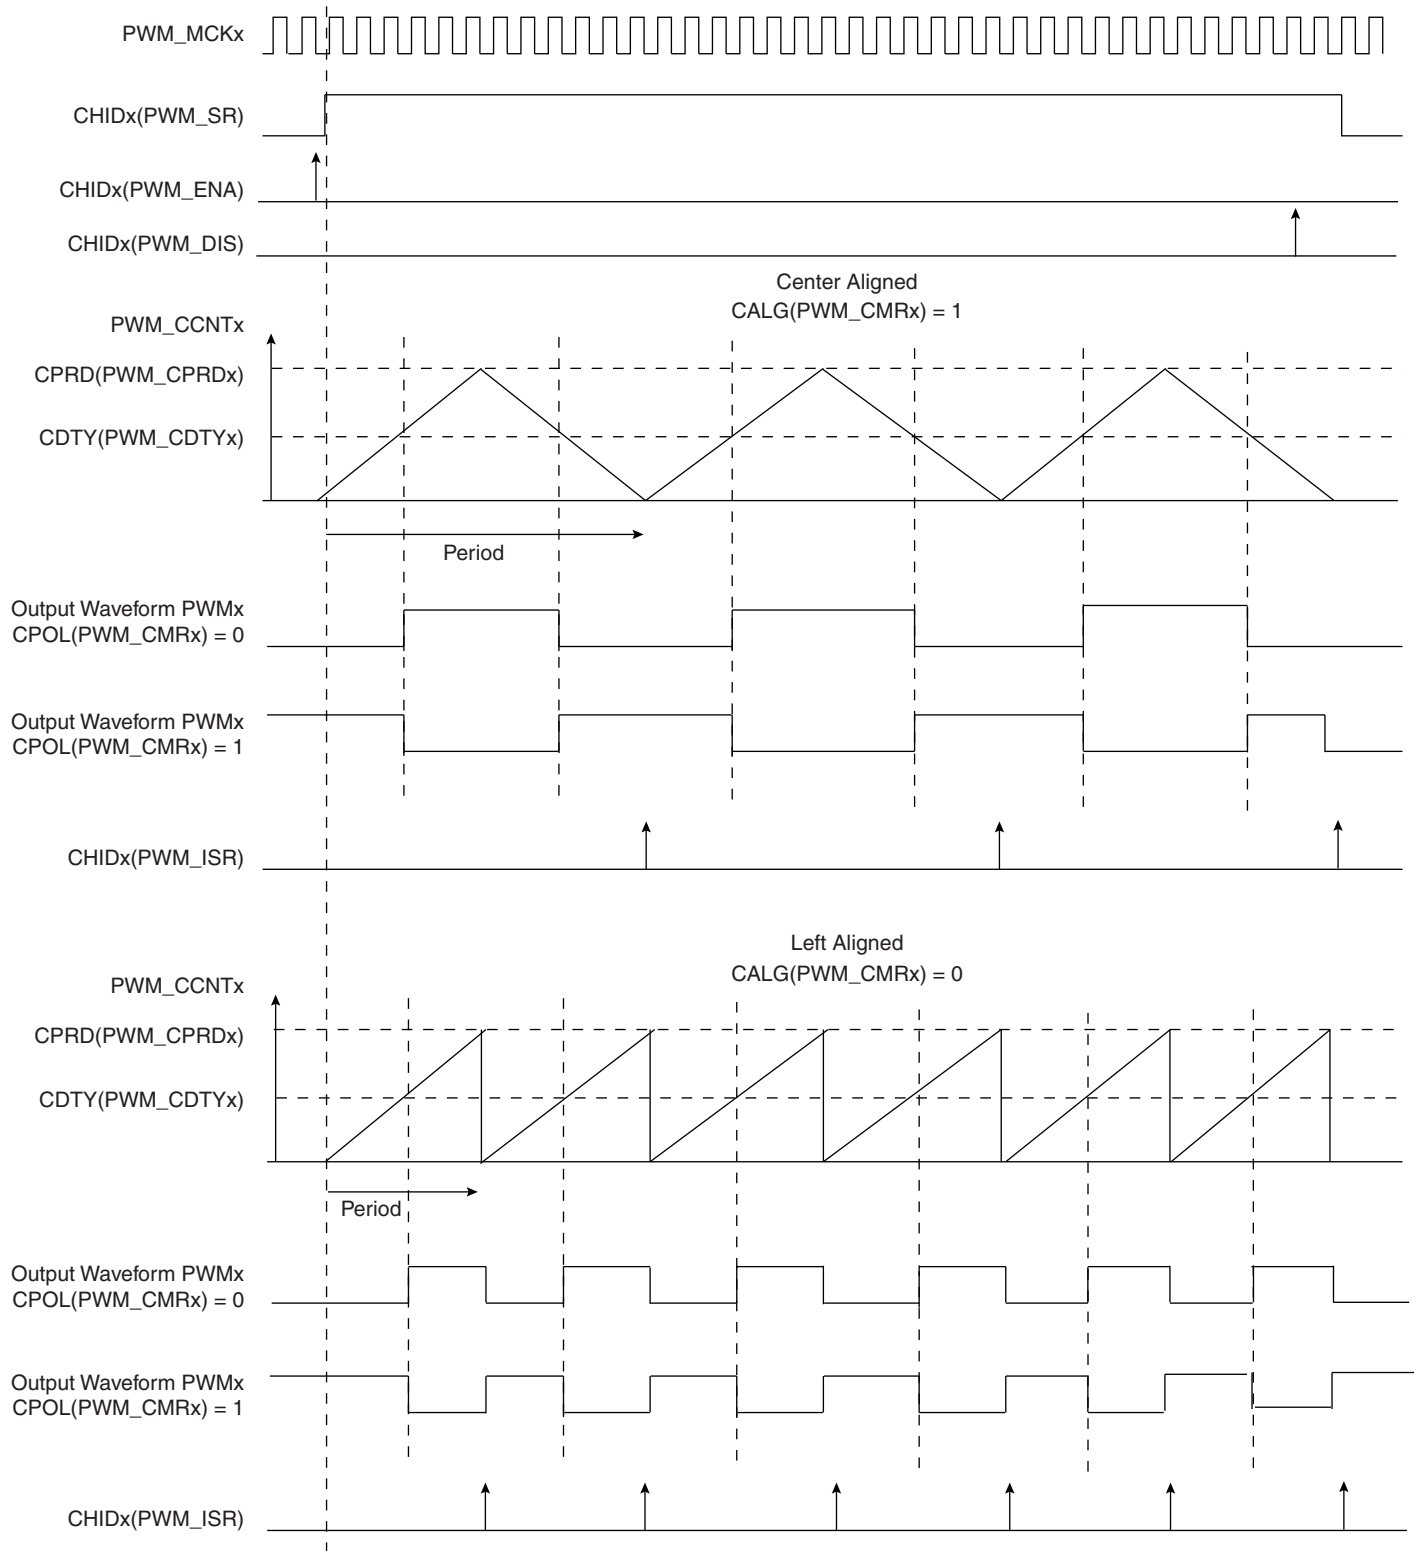 PWM_MCKx
CHIDx(PWM_SR)
CHIDx(PWM_ENA)
CHIDx(PWM_DIS)
Center Aligned
CALG(PWM_CMRx) = 1
PWM_CCNTx
CPRD(PWM_CPRDx)
CDTY(PWM_CDTYx)
Period
Output Waveform PWMx
CPOL(PWM_CMRx) = 0
Output Waveform PWMx
CPOL(PWM_CMRx) = 1
CHIDx(PWM_ISR)
Left Aligned
CALG(PWM_CMRx) = 0
PWM_CCNTx
CPRD(PWM_CPRDx)
CDTY(PWM_CDTYx)
Period
Output Waveform PWMx
CPOL(PWM_CMRx) = 0
Output Waveform PWMx
CPOL(PWM_CMRx) = 1
CHIDx(PWM_ISR)